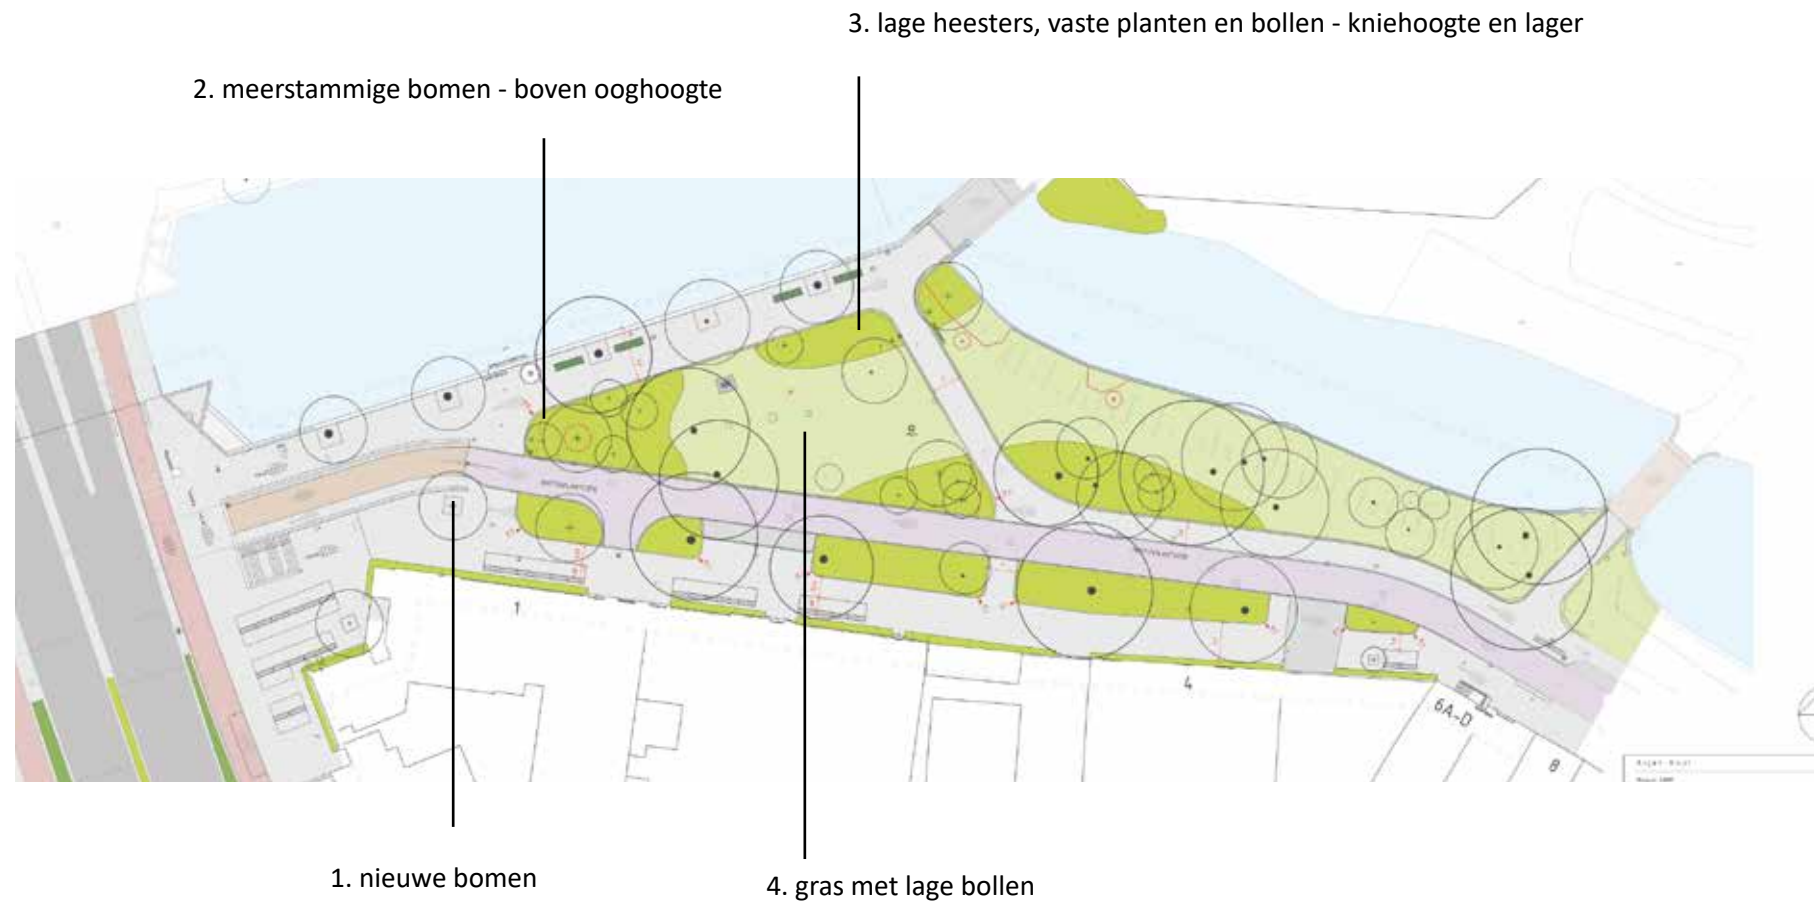 3. lage heesters, vaste planten en bollen - kniehoogte en lager
2. meerstammige bomen - boven ooghoogte
1
4
6A-D
8
1. nieuwe bomen
4. gras met lage bollen